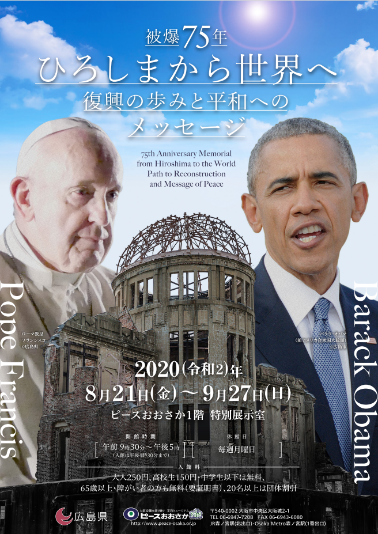 被爆75年
ひろしまから世界へ
復興の歩みと平和への
メッセージ
75th Anniversary Memorial
from Hiroshima to the World
Path to Reconstruction
and Message of Peace
Pope Francis
Barack Obama
2020(令和2)年
8月21日(金)〜9月27日(日)
ピースおおさか1階 特別展示室
開館時間
午前9時30分〜午後5時
休館日
毎週月曜日
入館料
大人250円、高校生150円・中学生以下は無料、
65歳以上・障がい者の方も無料(要証明書)、20名以上は団体割引
広島県
ピースおおさか
http://www.peace-osaka.or.jp
〒540-0002 大阪市中央区大阪城2-1